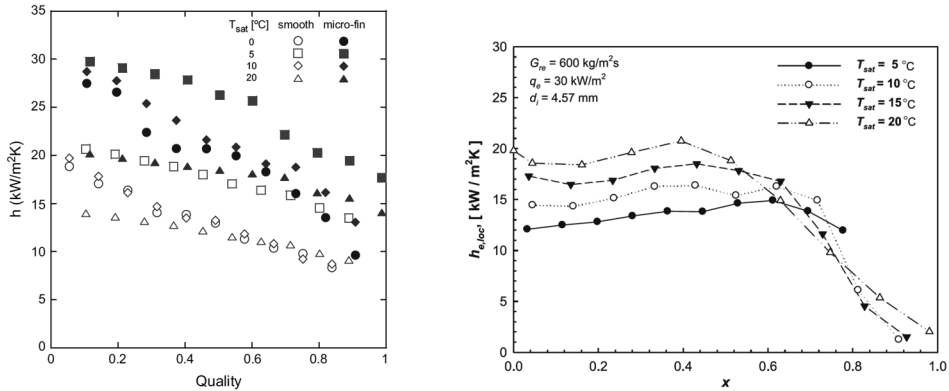 35
30
25
20
15
10
5
0
h (kW/m²K)
T_sat [°C] smooth micro-fin
0
5
10
20
0 0.2 0.4 0.6 0.8 1
Quality
30
25
20
15
10
5
0
h_e,loc, [ kW / m²K ]
G_re = 600 kg/m²s
q_e = 30 kW/m²
d_i = 4.57 mm
T_sat = 5 °C
T_sat = 10 °C
T_sat = 15 °C
T_sat = 20 °C
0.0 0.2 0.4 0.6 0.8 1.0
x